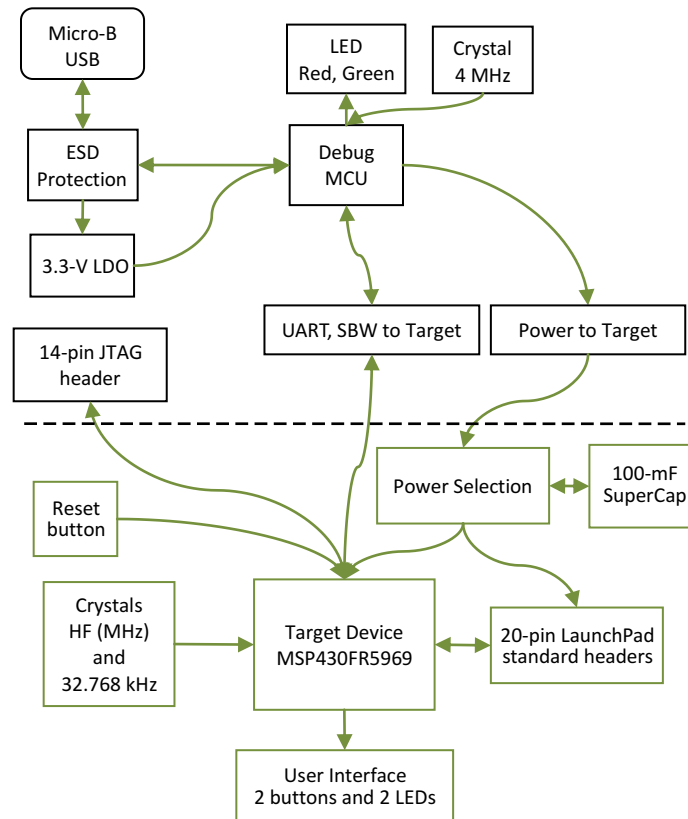 Micro-B
USB
LED
Red, Green
Crystal
4 MHz
ESD
Protection
Debug
MCU
3.3-V LDO
UART, SBW to Target
Power to Target
14-pin JTAG
header
Power Selection
100-mF
SuperCap
Reset
button
Crystals
HF (MHz)
and
32.768 kHz
Target Device
MSP430FR5969
20-pin LaunchPad
standard headers
User Interface
2 buttons and 2 LEDs